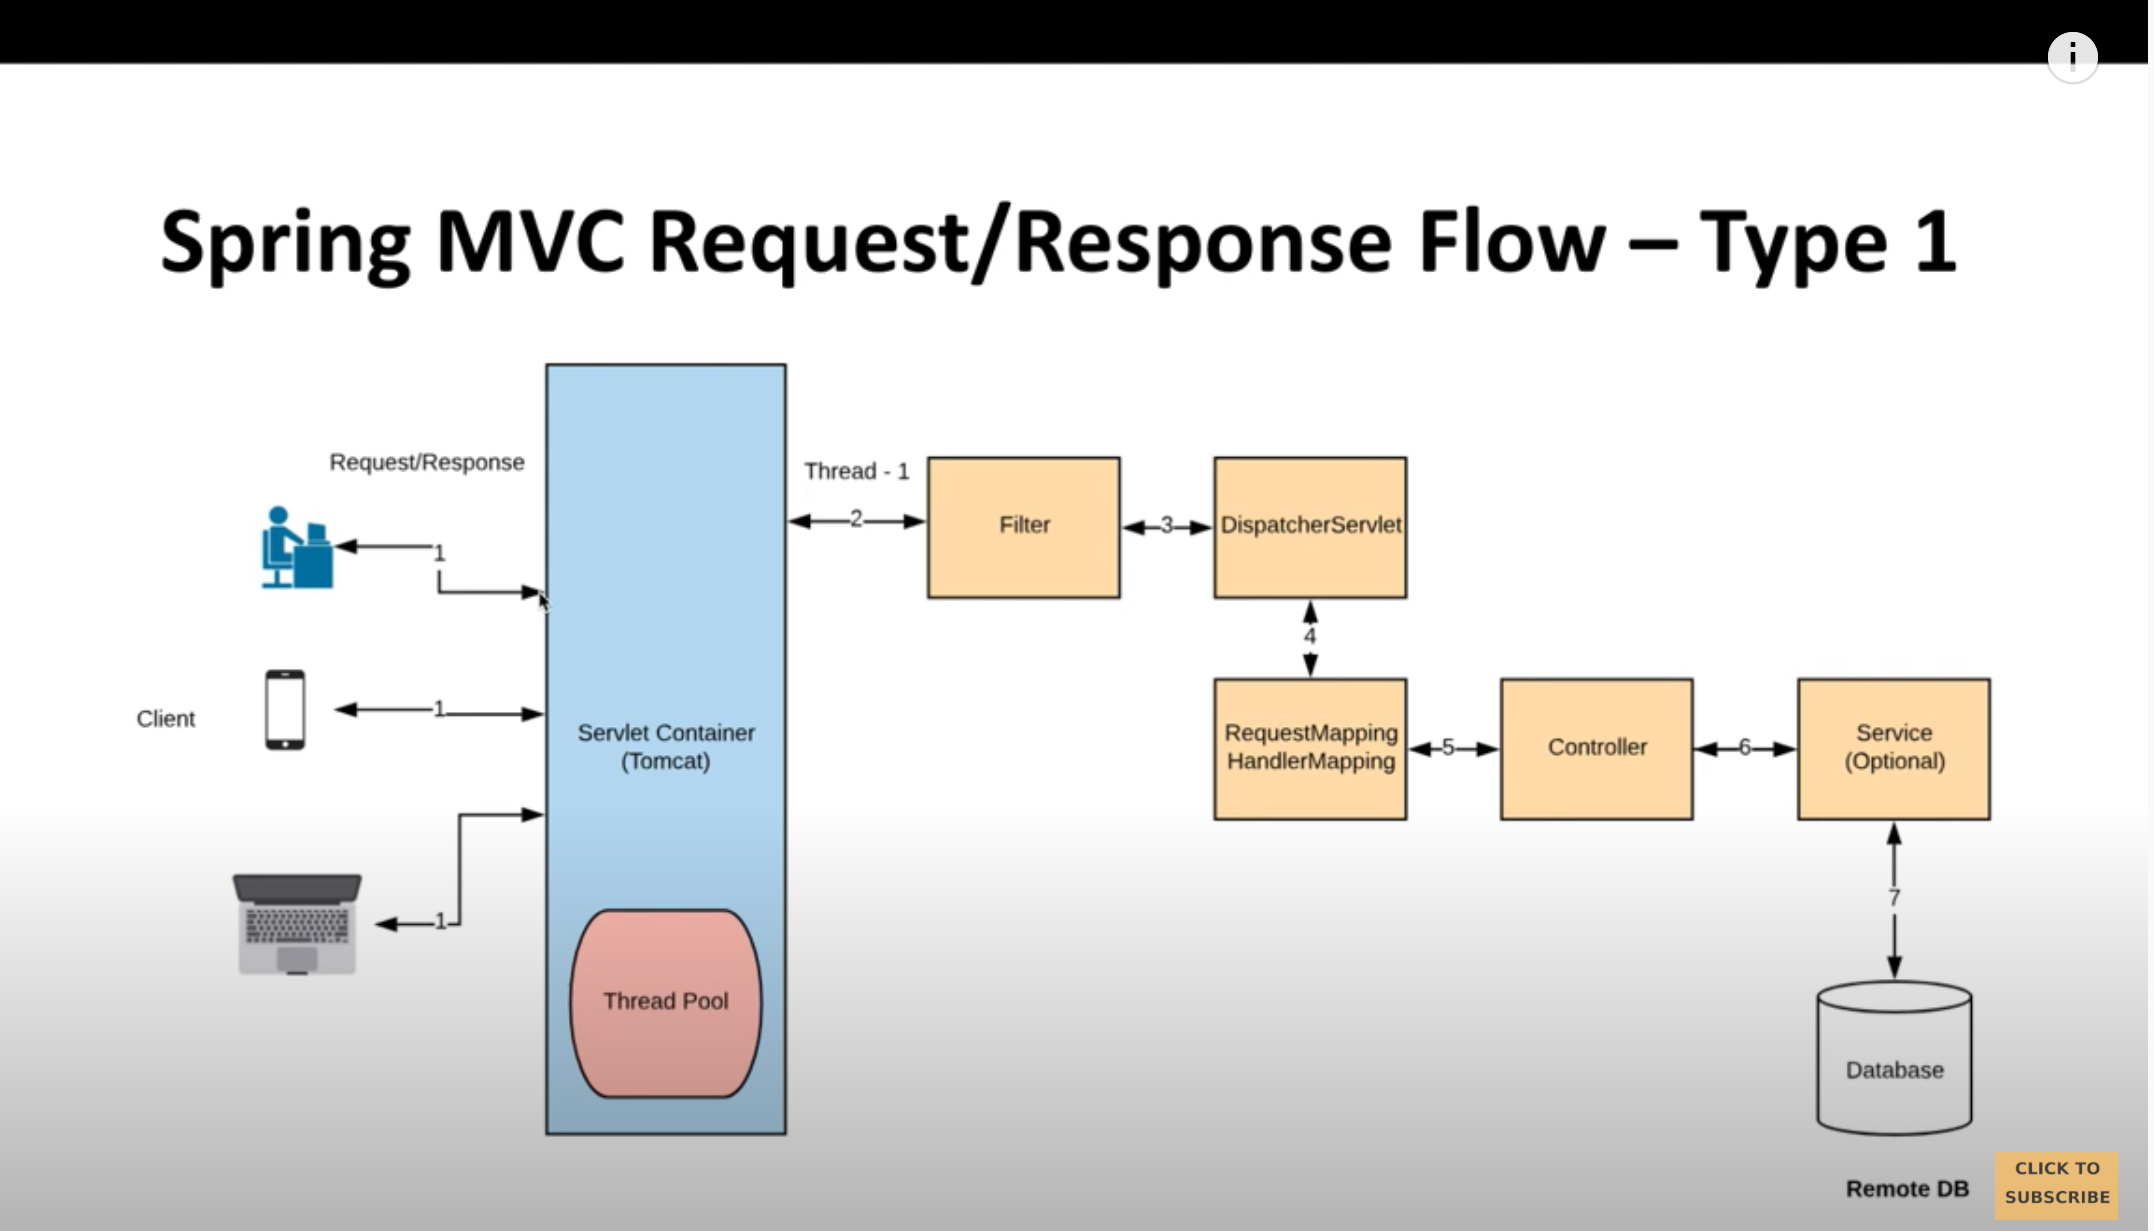 i
Spring MVC Request/Response Flow – Type 1
Request/Response
Thread - 1
2
Filter
3
DispatcherServlet
1
4
Client
1
Servlet Container
(Tomcat)
RequestMapping
HandlerMapping
5
Controller
6
Service
(Optional)
1
7
Thread Pool
Database
Remote DB
CLICK TO
SUBSCRIBE